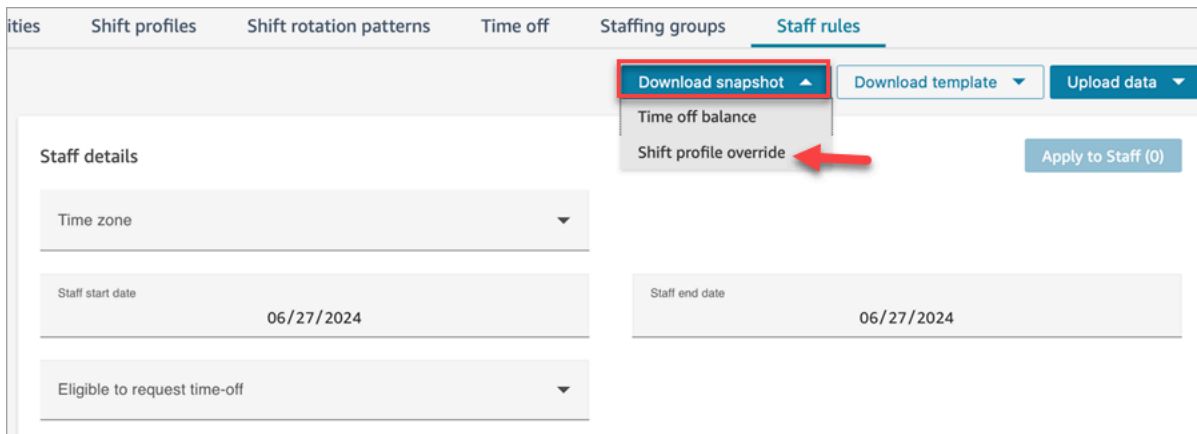 ities Shift profiles Shift rotation patterns Time off Staffing groups Staff rules
Download snapshot Download template Upload data
Time off balance
Shift profile override
Staff details
Apply to Staff (0)
Time zone
Staff start date
06/27/2024
Staff end date
06/27/2024
Eligible to request time-off